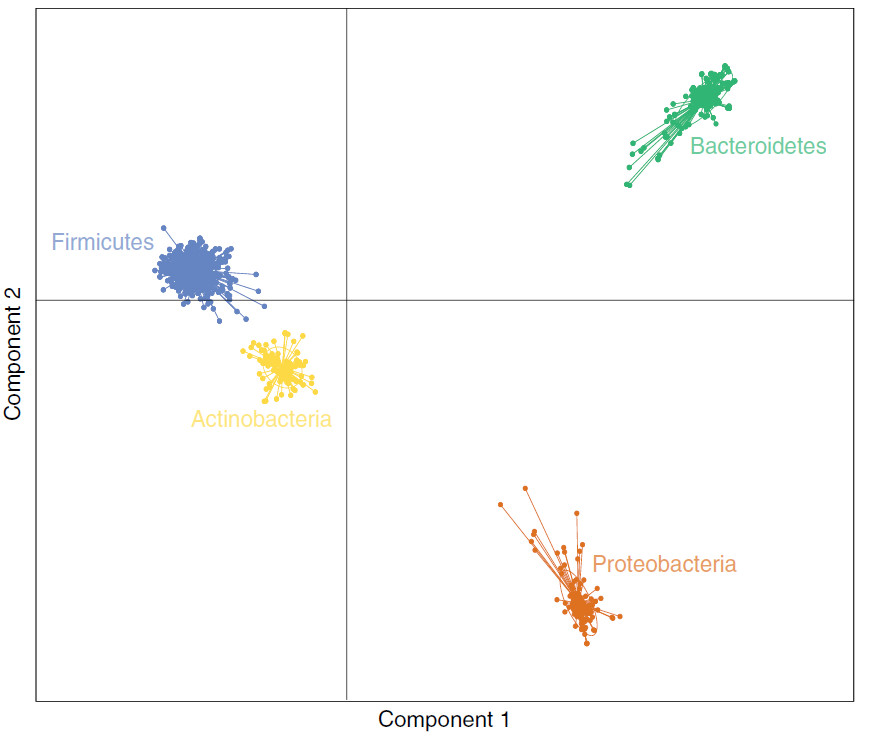 Bacteroidetes
Firmicutes
Actinobacteria
Proteobacteria
Component 2
Component 1